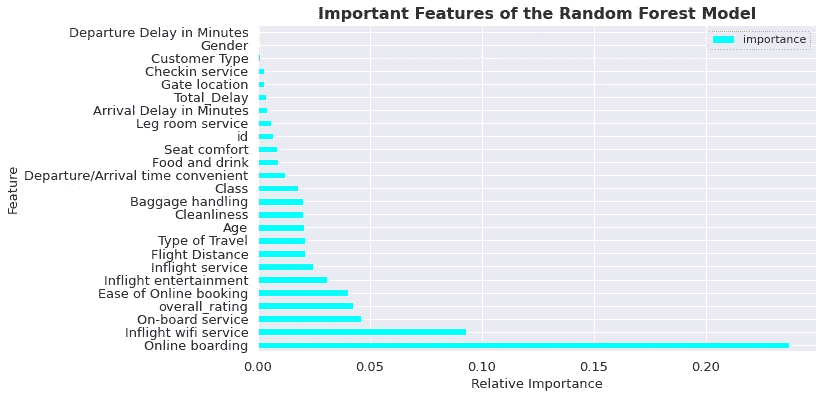 Important Features of the Random Forest Model
importance
Feature
Departure Delay in Minutes
Gender
Customer Type
Checkin service
Gate location
Total_Delay
Arrival Delay in Minutes
Leg room service
id
Seat comfort
Food and drink
Departure/Arrival time convenient
Class
Baggage handling
Cleanliness
Age
Type of Travel
Flight Distance
Inflight service
Inflight entertainment
Ease of Online booking
overall_rating
On-board service
Inflight wifi service
Online boarding
0.00 0.05 0.10 0.15 0.20
Relative Importance